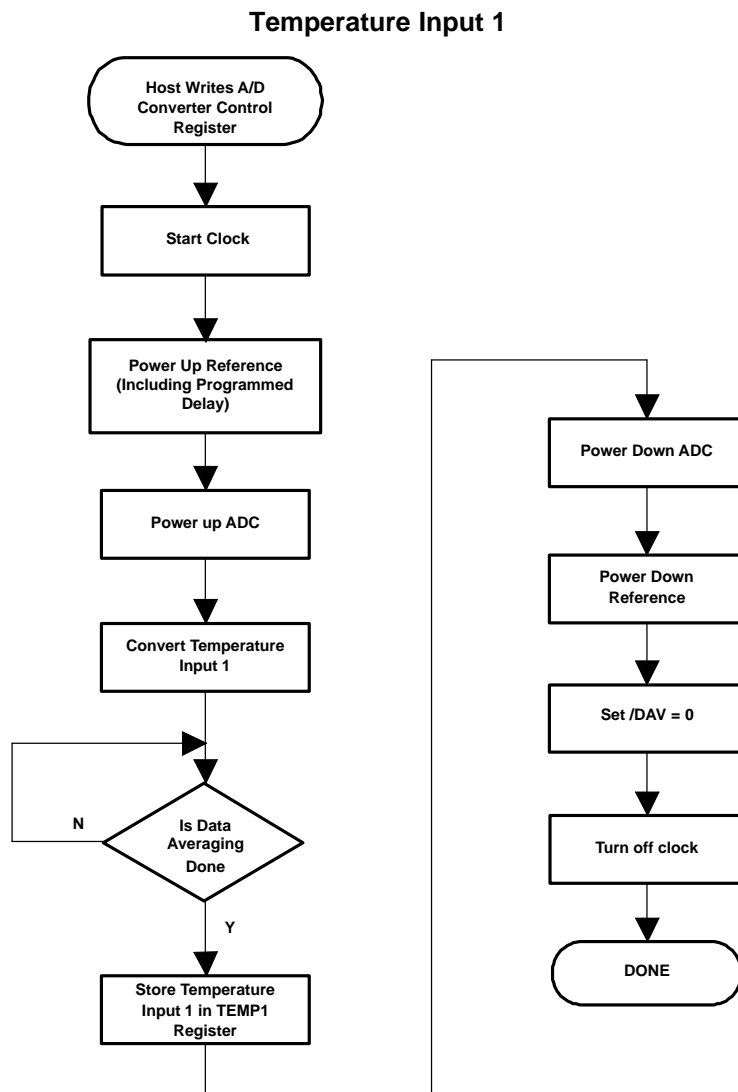 Temperature Input 1
Host Writes A/D
Converter Control
Register
Start Clock
Power Up Reference
(Including Programmed
Delay)
Power up ADC
Convert Temperature
Input 1
N
Is Data
Averaging
Done
Y
Store Temperature
Input 1 in TEMP1
Register
Power Down ADC
Power Down
Reference
Set /DAV = 0
Turn off clock
DONE